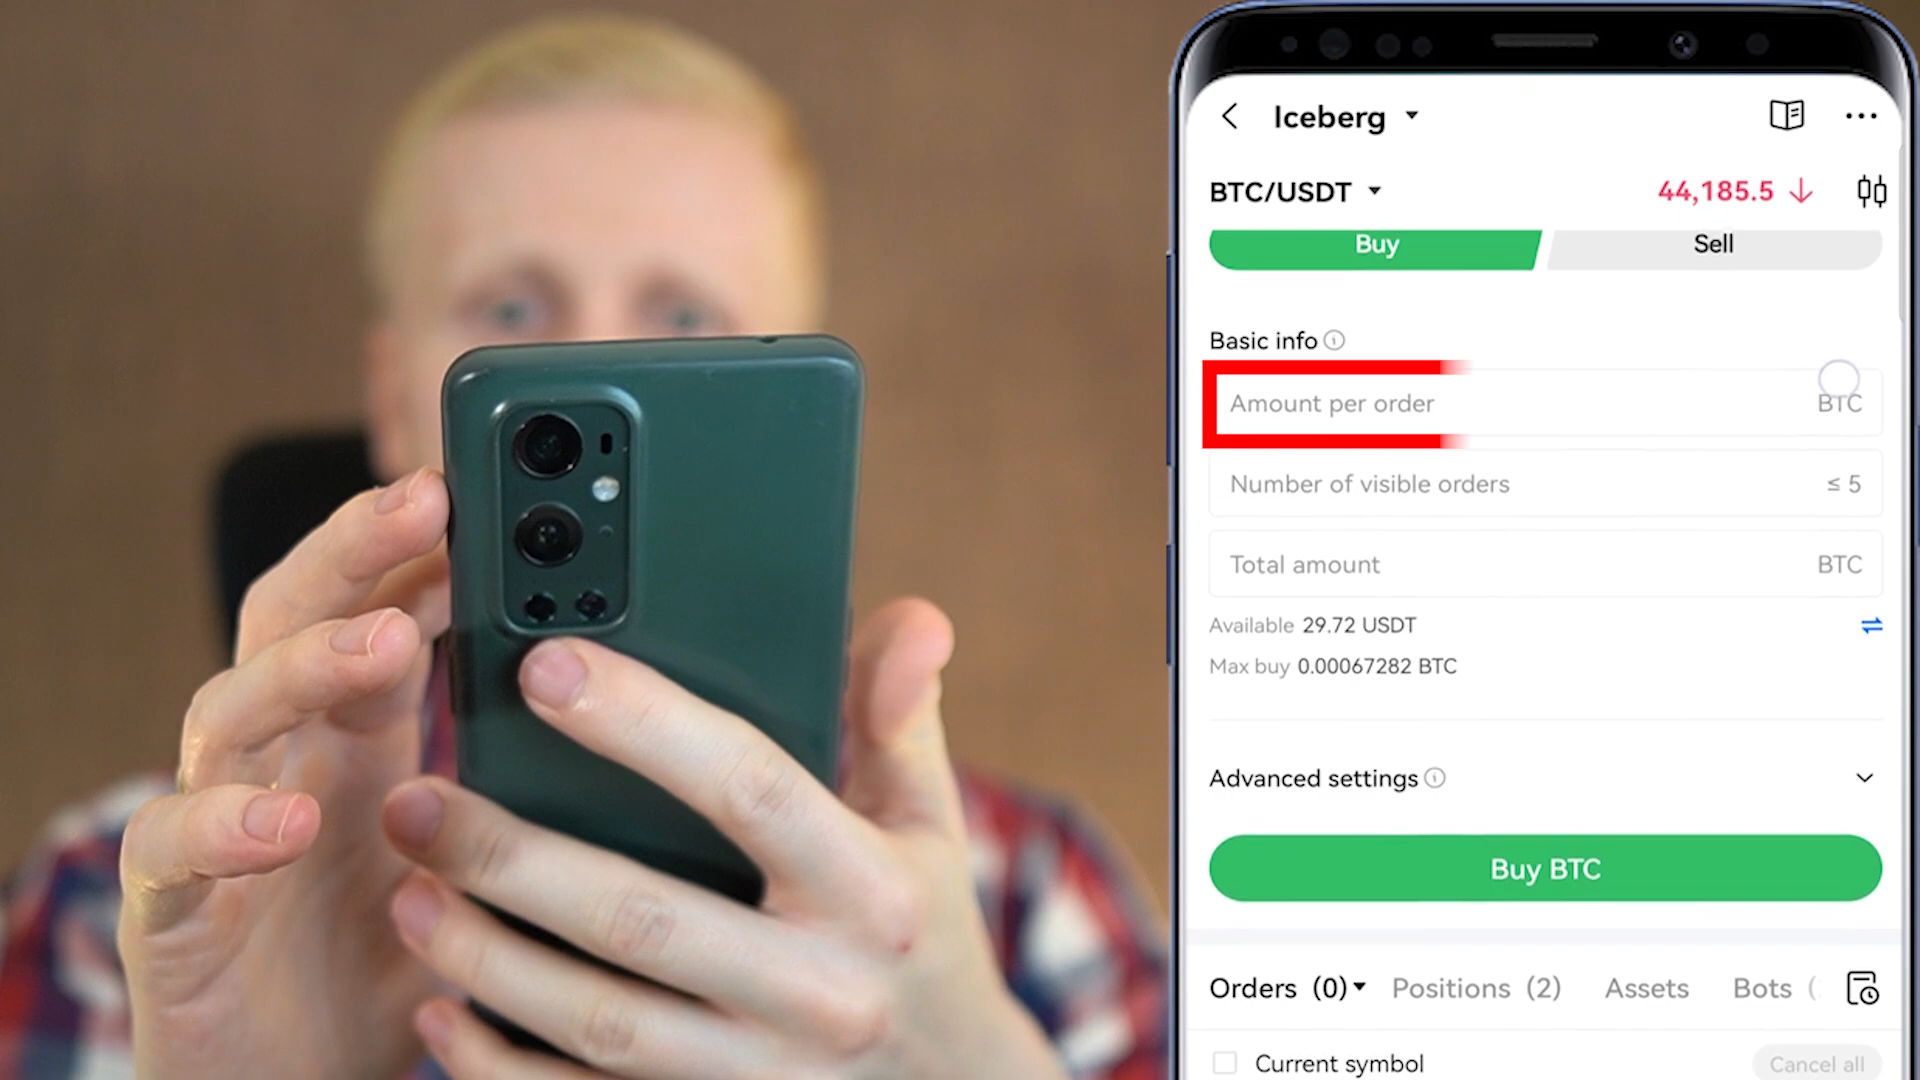 Iceberg
BTC/USDT
44,185.5
Buy
Sell
Basic info
Amount per order
BTC
Number of visible orders
≤ 5
Total amount
BTC
Available 29.72 USDT
Max buy 0.00067282 BTC
Advanced settings
Buy BTC
Orders (0)
Positions (2)
Assets
Bots (
Current symbol
Cancel all